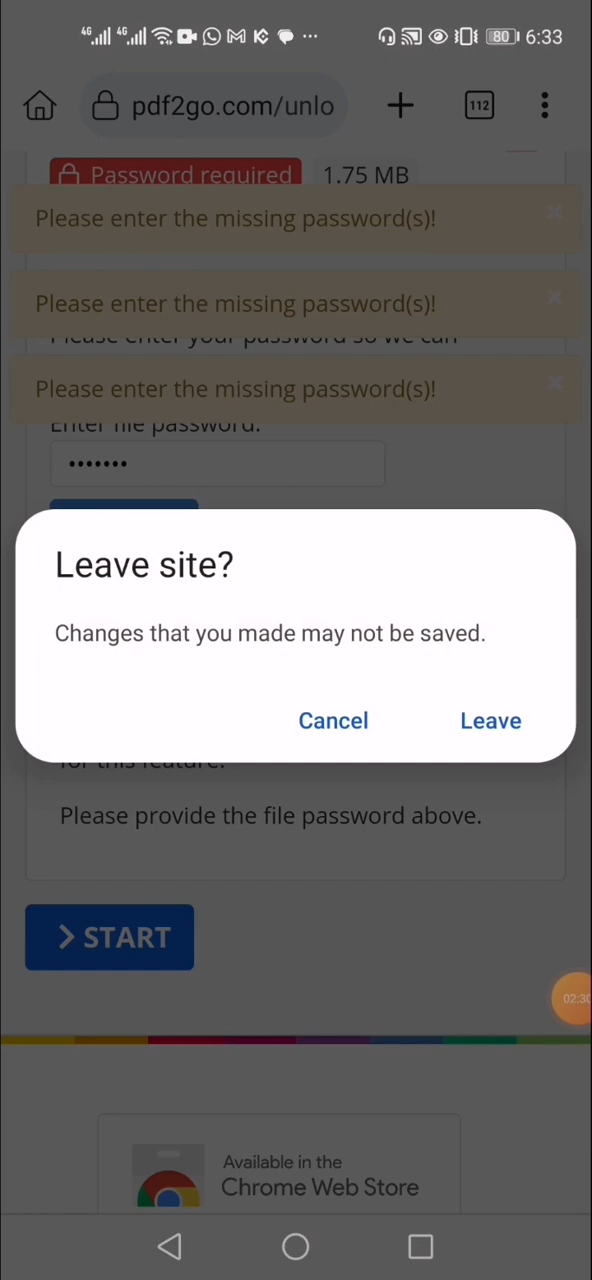 4G 4G 80 6:33
pdf2go.com/unlo
112
Password required 1.75 MB
Please enter the missing password(s)!
Please enter the missing password(s)!
Please enter your password so we can
Please enter the missing password(s)!
Enter file password:
Leave site?
Changes that you made may not be saved.
Cancel Leave
for this feature.
Please provide the file password above.
START
02:30
Available in the
Chrome Web Store